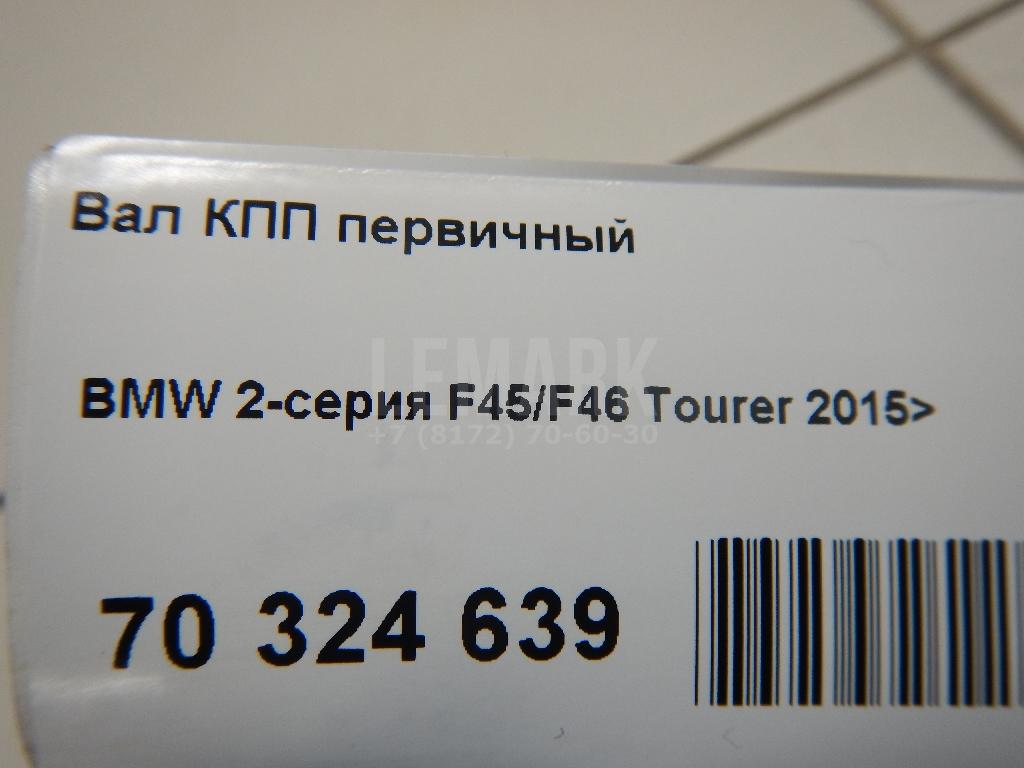 Вал КПП первичный
LEMARK
BMW 2-серия F45/F46 Tourer 2015>
+7 (8172) 70-60-30
70 324 639